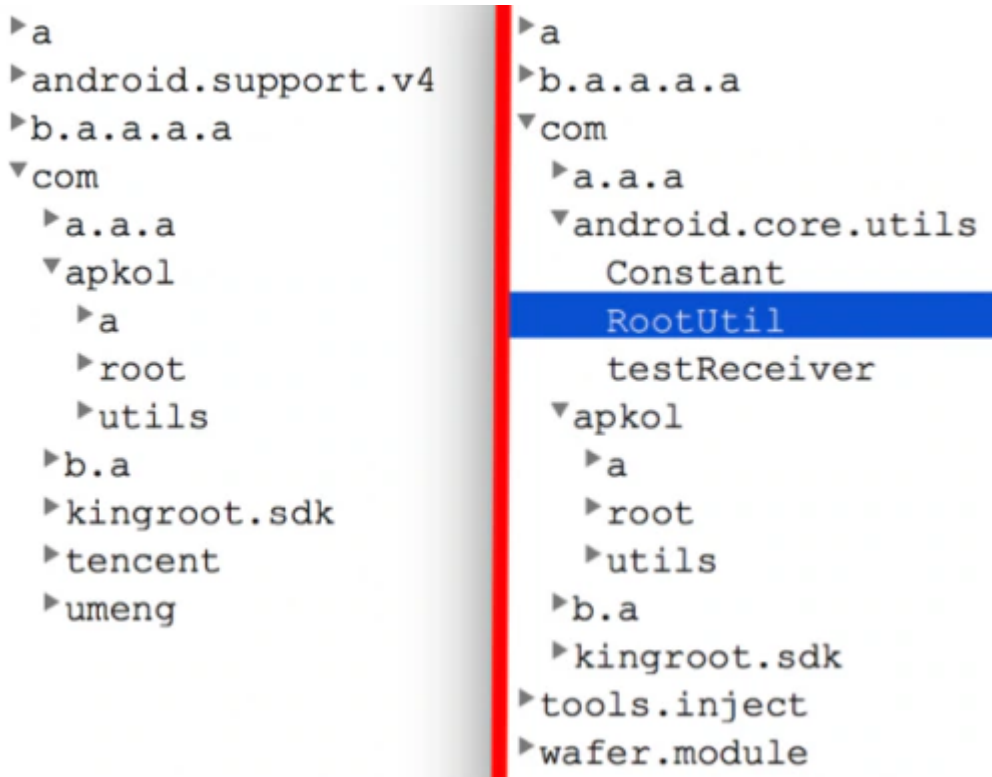 a
android.support.v4
b.a.a.a.a
com
a.a.a
apkol
a
root
utils
b.a
kingroot.sdk
tencent
umeng
a
b.a.a.a.a
com
a.a.a
android.core.utils
Constant
RootUtil
testReceiver
apkol
a
root
utils
b.a
kingroot.sdk
tools.inject
wafer.module